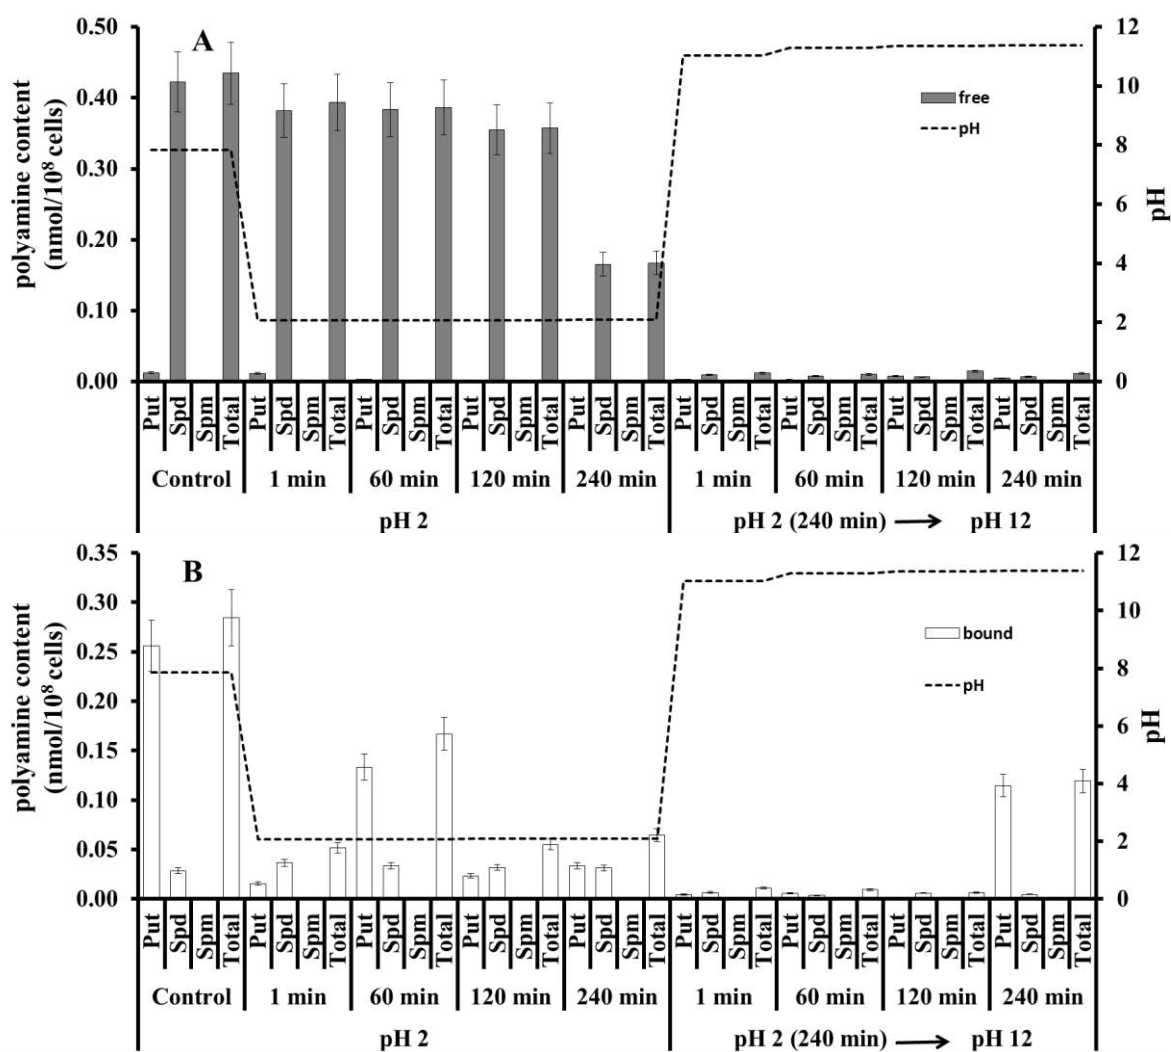 A
polyamine content
(nmol/10⁸ cells)
0.50
0.40
0.30
0.20
0.10
0.00
12
10
8
6
4
2
0
pH
free
pH
Put Spd Spm Total Put Spd Spm Total Put Spd Spm Total Put Spd Spm Total Put Spd Spm Total Put Spd Spm Total Put Spd Spm Total Put Spd Spm Total Put Spd Spm Total
Control 1 min 60 min 120 min 240 min 1 min 60 min 120 min 240 min
pH 2 pH 2 (240 min) → pH 12
B
polyamine content
(nmol/10⁸ cells)
0.35
0.30
0.25
0.20
0.15
0.10
0.05
0.00
12
10
8
6
4
2
0
pH
bound
pH
Put Spd Spm Total Put Spd Spm Total Put Spd Spm Total Put Spd Spm Total Put Spd Spm Total Put Spd Spm Total Put Spd Spm Total Put Spd Spm Total Put Spd Spm Total
Control 1 min 60 min 120 min 240 min 1 min 60 min 120 min 240 min
pH 2 pH 2 (240 min) → pH 12